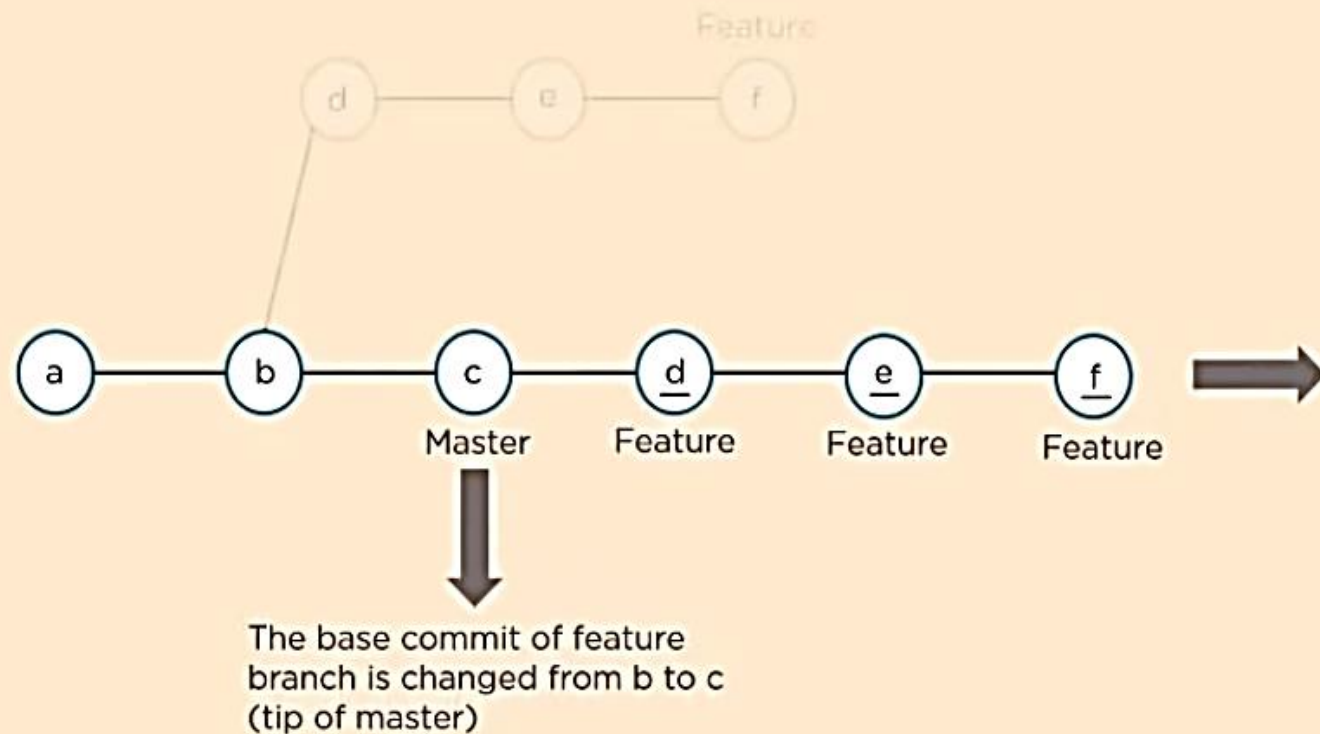 Feature
d e f
a b c d e f
Master Feature Feature Feature
The base commit of feature
branch is changed from b to c
(tip of master)